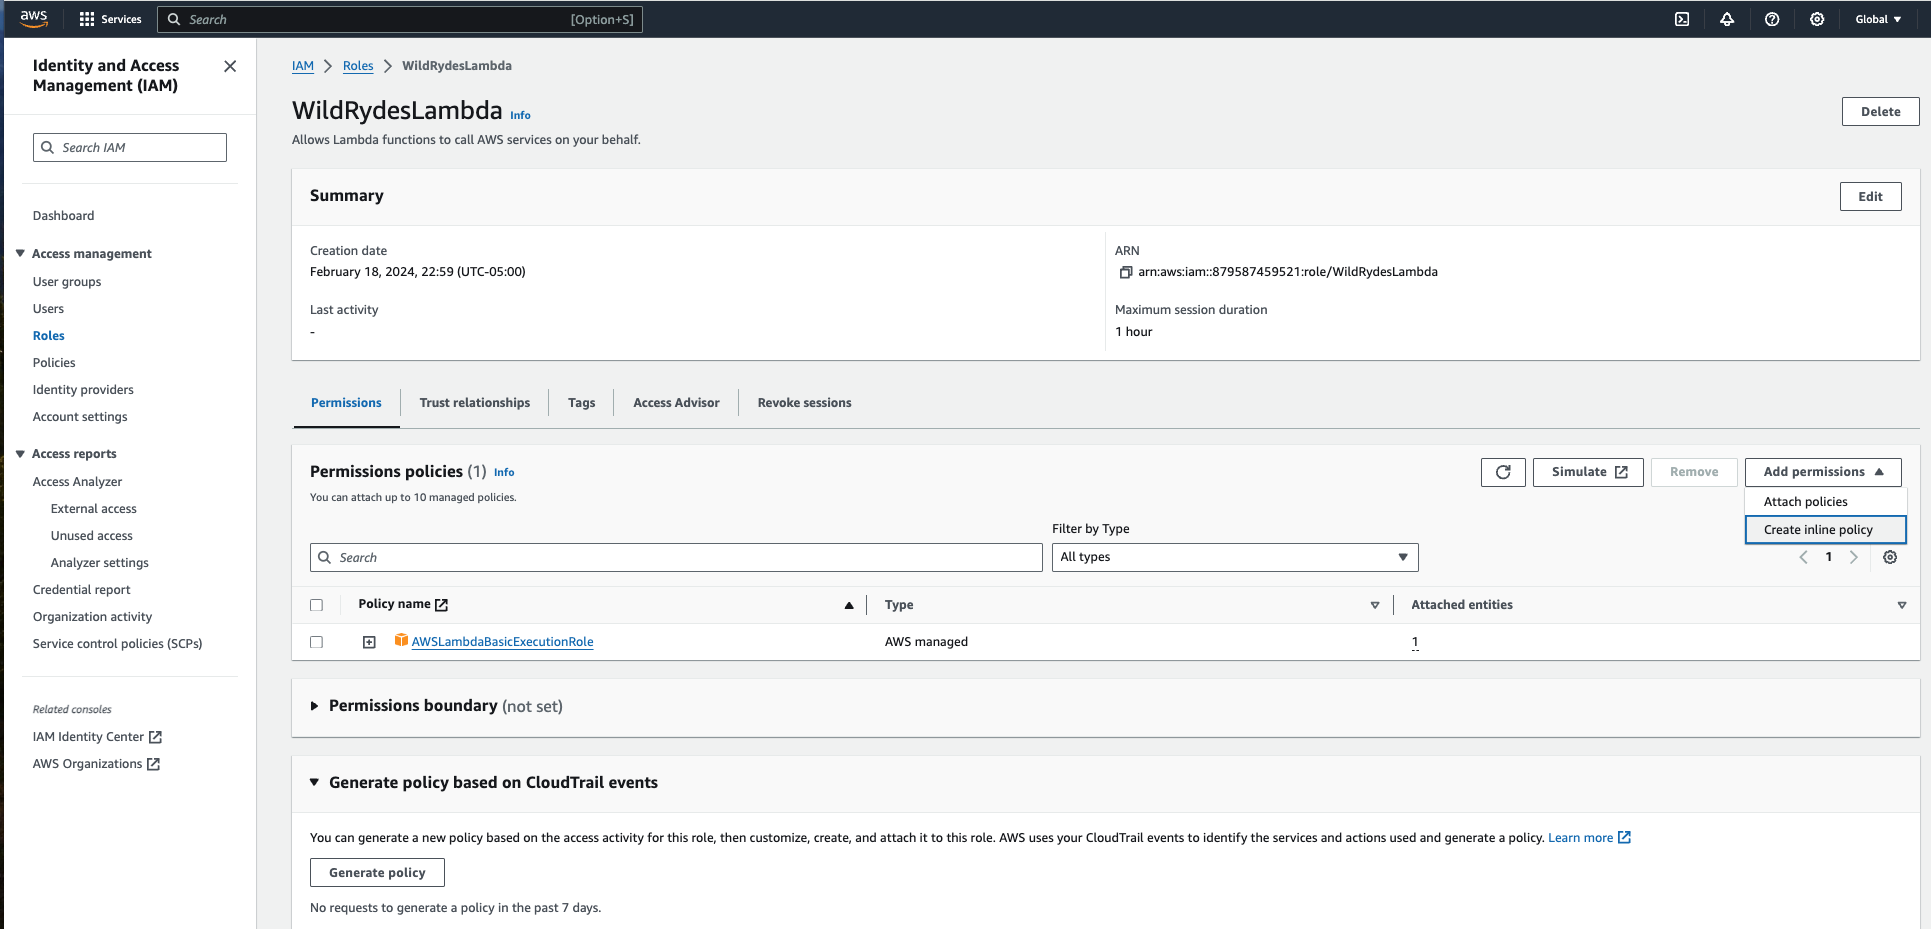 aws
Services
Search [Option+S]
Global
Identity and Access Management (IAM)
Search IAM
Dashboard
Access management
User groups
Users
Roles
Policies
Identity providers
Account settings
Access reports
Access Analyzer
External access
Unused access
Analyzer settings
Credential report
Organization activity
Service control policies (SCPs)
Related consoles
IAM Identity Center
AWS Organizations
IAM > Roles > WildRydesLambda
WildRydesLambda Info
Allows Lambda functions to call AWS services on your behalf.
Delete
Summary
Edit
Creation date
February 18, 2024, 22:59 (UTC-05:00)
Last activity
-
ARN
arn:aws:iam::879587459521:role/WildRydesLambda
Maximum session duration
1 hour
Permissions
Trust relationships
Tags
Access Advisor
Revoke sessions
Permissions policies (1) Info
You can attach up to 10 managed policies.
Simulate
Remove
Add permissions
Attach policies
Create inline policy
Filter by Type
Search
All types
1
Policy name
Type
Attached entities
AWSLambdaBasicExecutionRole
AWS managed
1
Permissions boundary (not set)
Generate policy based on CloudTrail events
You can generate a new policy based on the access activity for this role, then customize, create, and attach it to this role. AWS uses your CloudTrail events to identify the services and actions used and generate a policy. Learn more
Generate policy
No requests to generate a policy in the past 7 days.